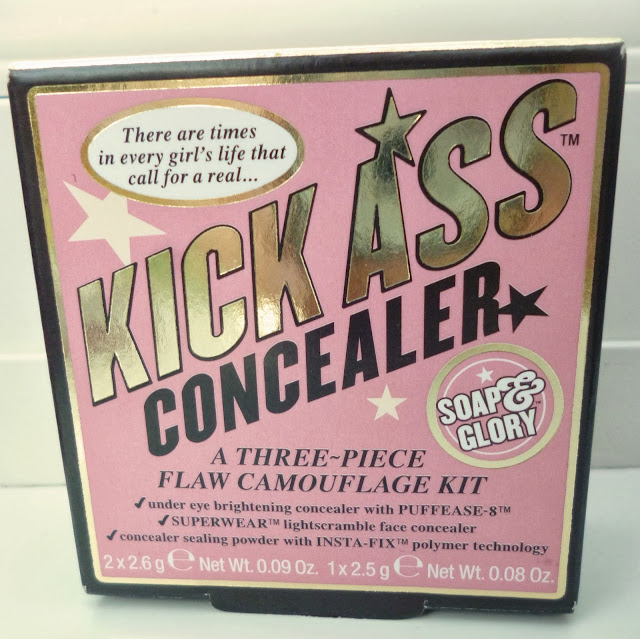 There are times
in every girl's life that
call for a real...
KICK ASS™
CONCEALER
SOAP&™
GLORY
A THREE~PIECE
FLAW CAMOUFLAGE KIT
✓under eye brightening concealer with PUFFEASE-8™
✓SUPERWEAR™ lightscramble face concealer
✓concealer sealing powder with INSTA-FIX™ polymer technology
2 x 2.6 g ℮ Net Wt. 0.09 Oz. 1 x 2.5 g ℮ Net Wt. 0.08 Oz.